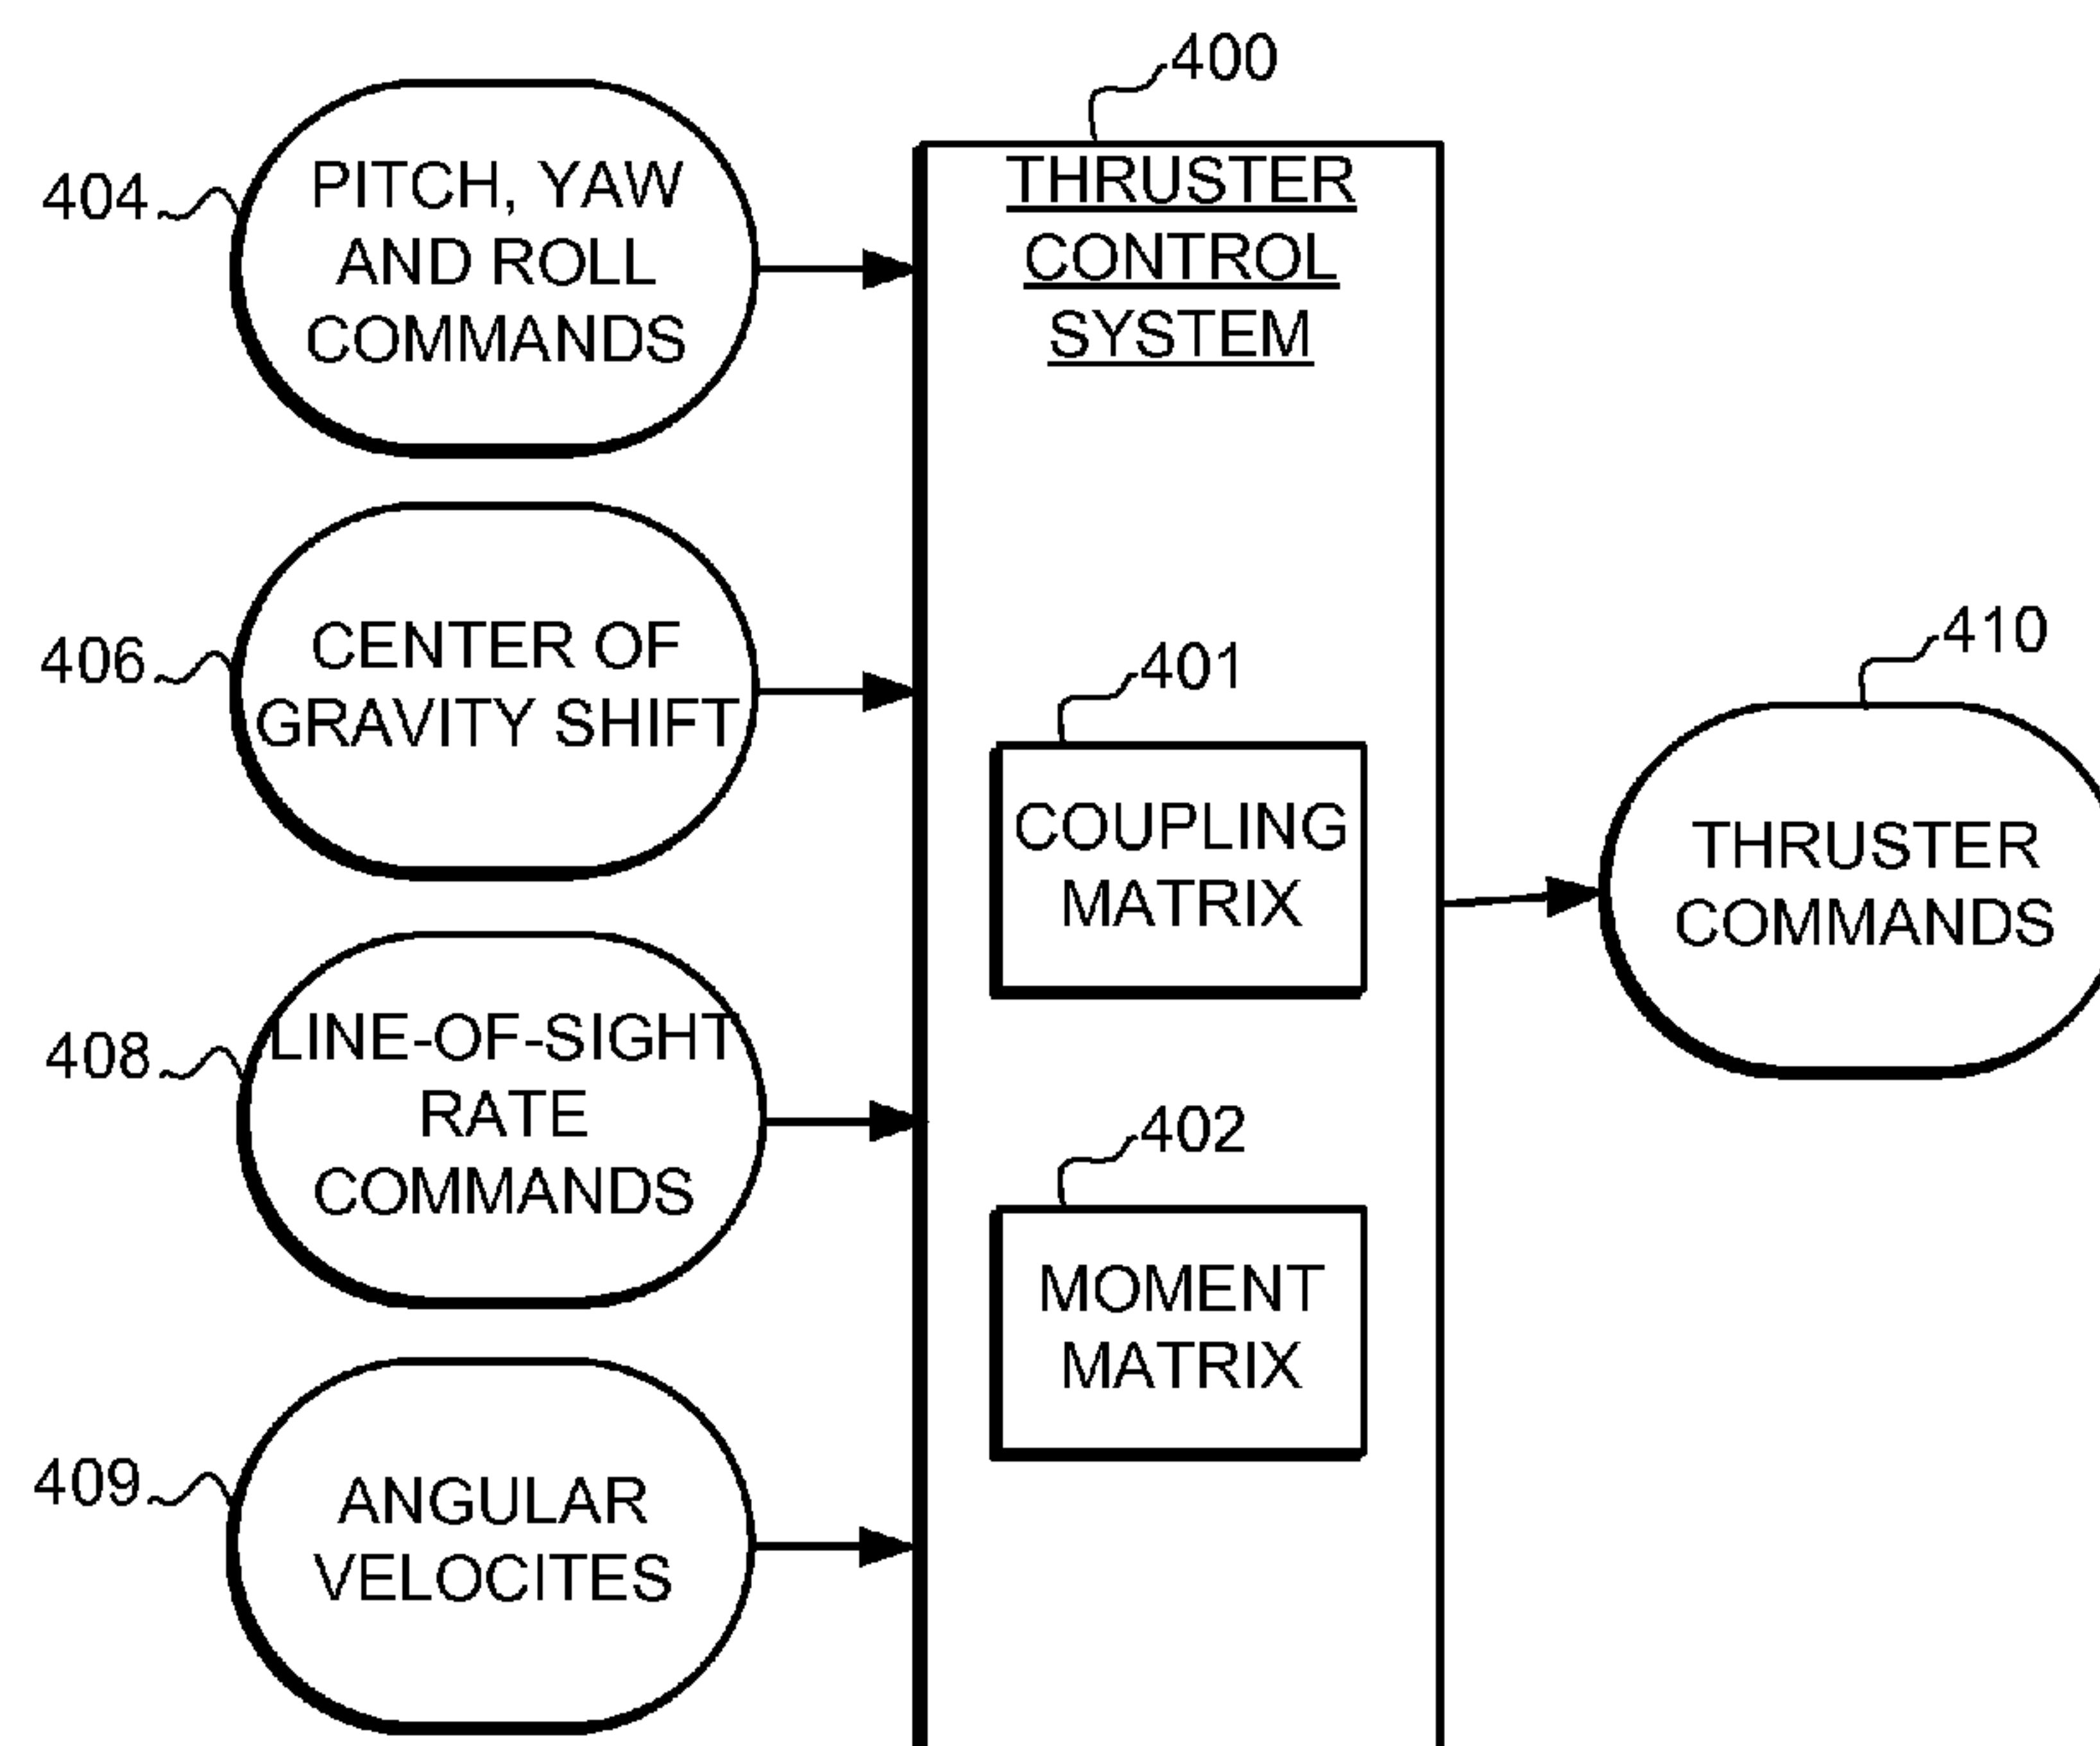 400
404
PITCH, YAW
AND ROLL
COMMANDS
THRUSTER
CONTROL
SYSTEM
406
CENTER OF
GRAVITY SHIFT
401
COUPLING
MATRIX
410
THRUSTER
COMMANDS
408
LINE-OF-SIGHT
RATE
COMMANDS
402
MOMENT
MATRIX
409
ANGULAR
VELOCITES